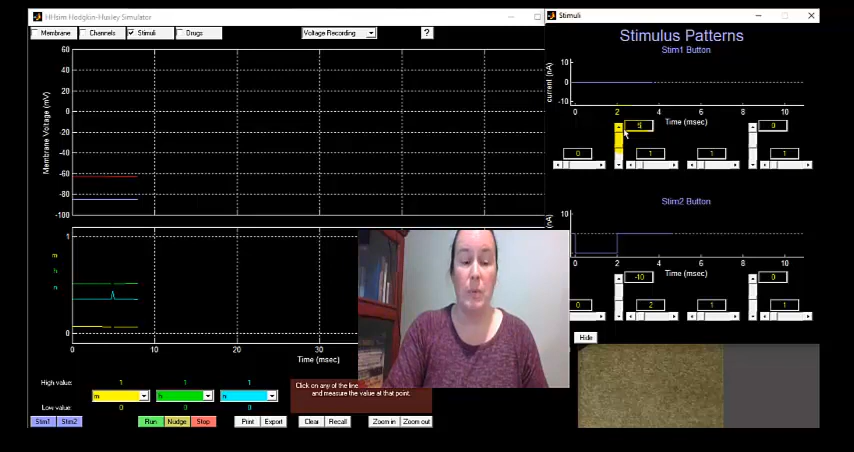 HHsim Hodgkin-Huxley Simulator
Membrane Channels Stimuli Drugs Voltage Recording ?
60
40
20
0
-20
-40
-60
-80
-100
Membrane Voltage (mV)
1
m
h
n
0
0 10 20 30
Time (msec)
High value: 1 1 1
m h n
Low value: 0 0 0
Click on any of the line
and measure the value at that point.
Stim1 Stim2 Run Nudge Stop Print Export Clear Recall Zoom in Zoom out
Stimuli
Stimulus Patterns
Stim1 Button
current (nA)
10
0
-10
0 2 4 6 8 10
Time (msec)
5 0
0 1 1 1
Stim2 Button
(nA)
10
2 4 6 8 10
Time (msec)
-10 0
0 2 1 1
Hide